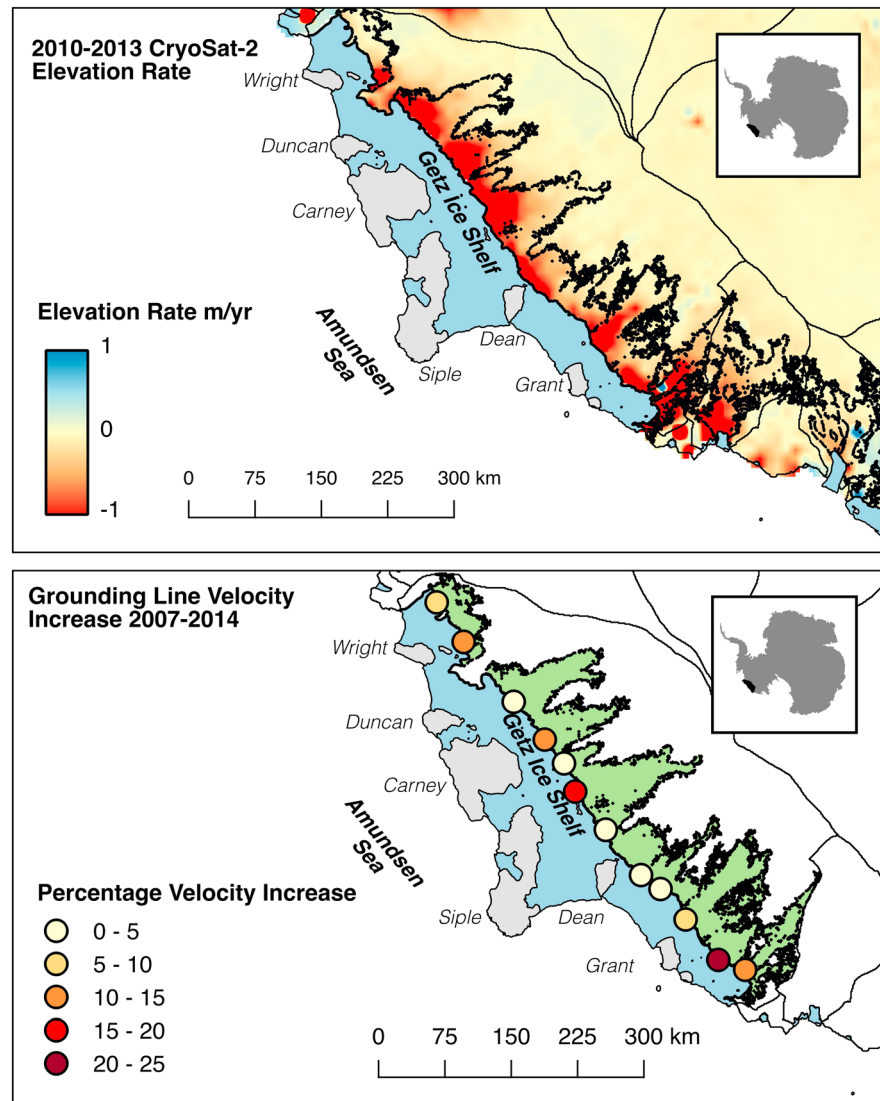 2010-2013 CryoSat-2
Elevation Rate
Wright
Duncan
Carney
Getz Ice Shelf
Elevation Rate m/yr
1
0
-1
Amundsen
Sea
Siple
Dean
Grant
0 75 150 225 300 km
Grounding Line Velocity
Increase 2007-2014
Wright
Duncan
Carney
Getz Ice Shelf
Amundsen
Sea
Siple
Dean
Grant
Percentage Velocity Increase
0 - 5
5 - 10
10 - 15
15 - 20
20 - 25
0 75 150 225 300 km